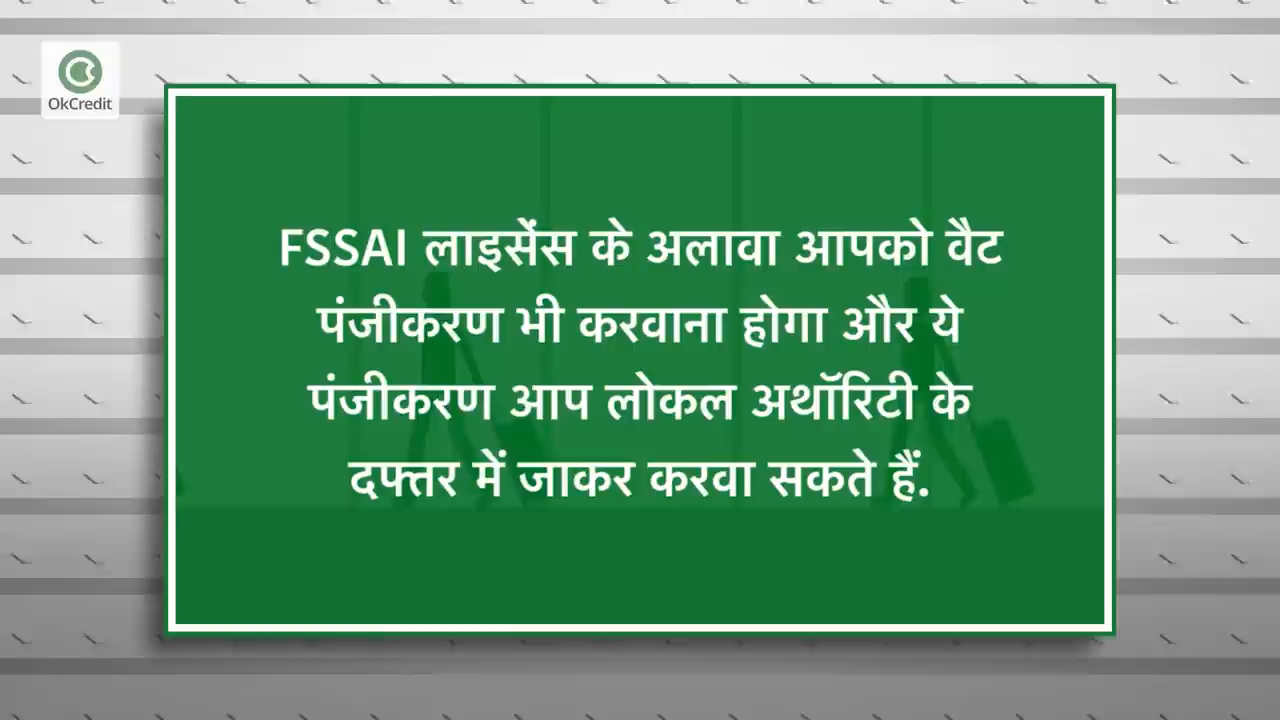 OkCredit
FSSAI लाइसेंस के अलावा आपको वैट
पंजीकरण भी करवाना होगा और ये
पंजीकरण आप लोकल अथॉरिटी के
दफ्तर में जाकर करवा सकते हैं.